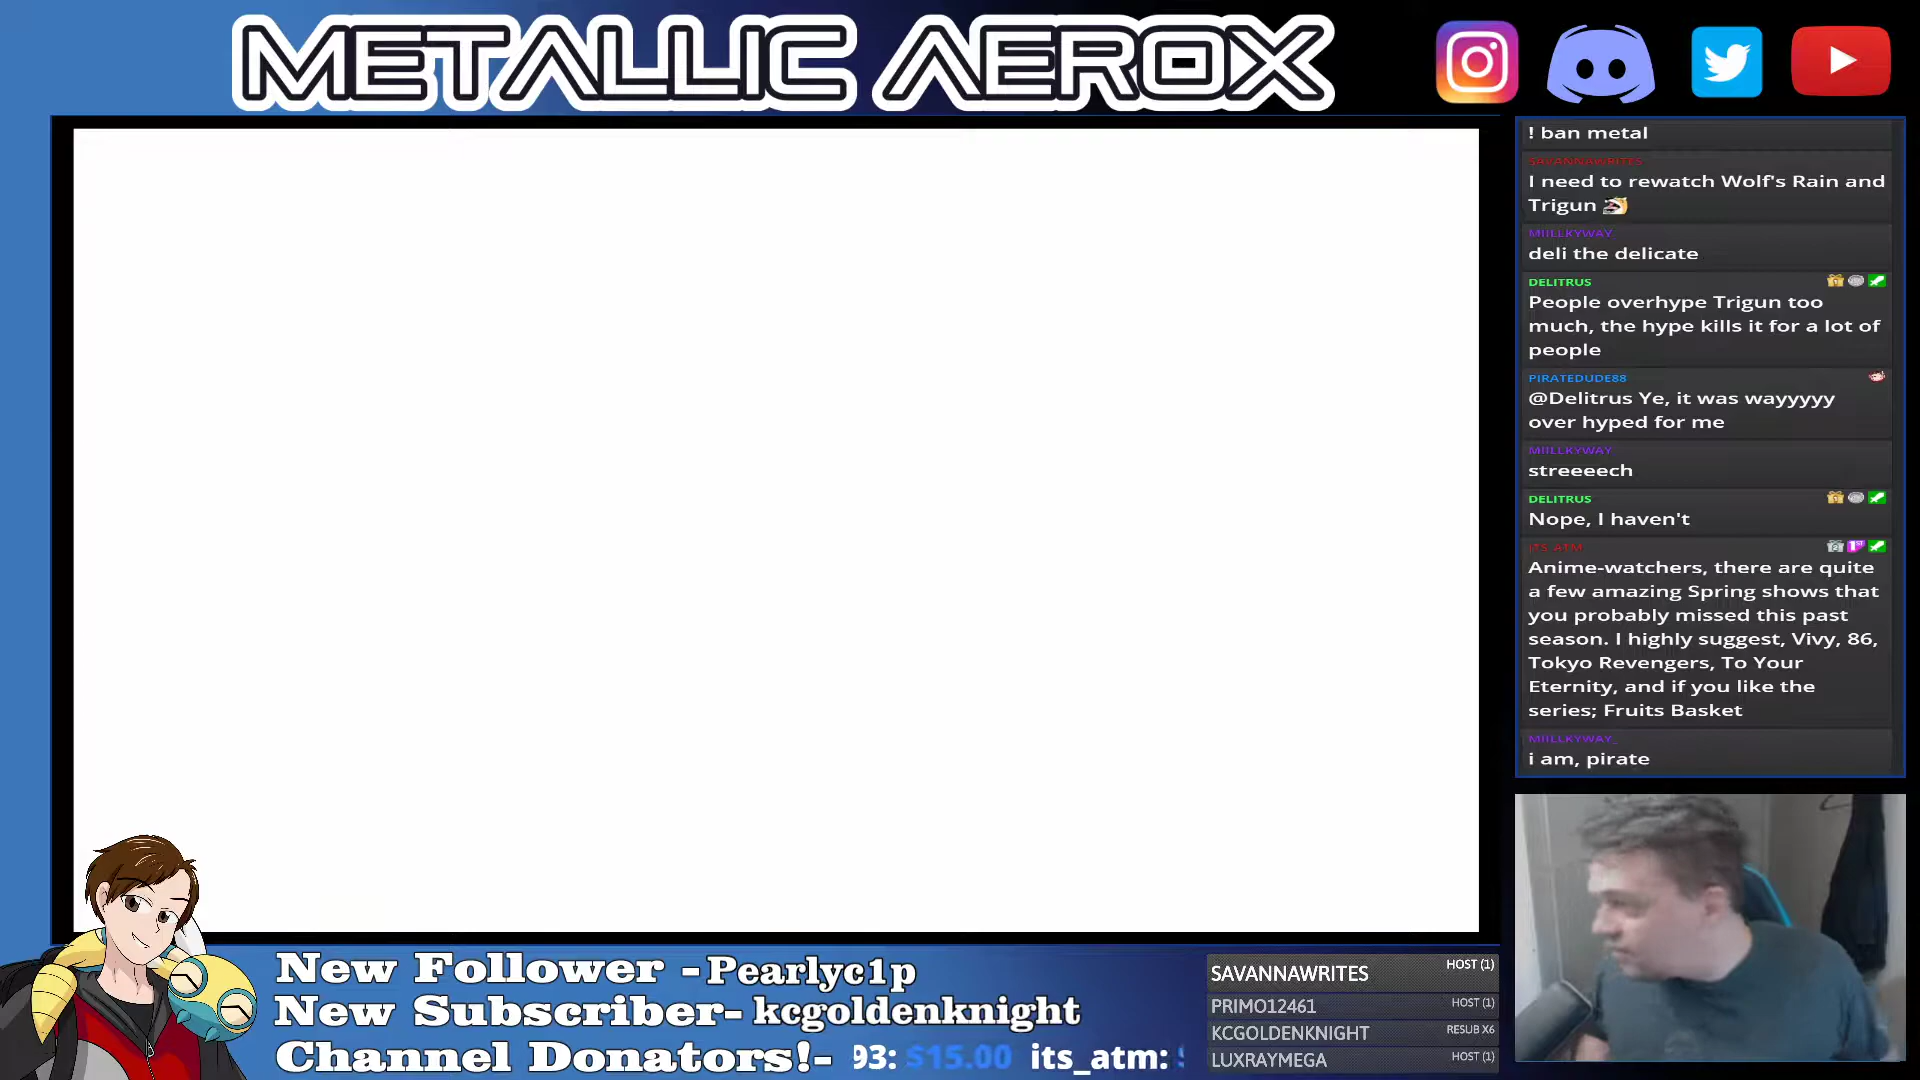 METALLIC AEROX
! ban metal
SAVANNAWRITES
I need to rewatch Wolf's Rain and
Trigun
MIILLKYWAY_
deli the delicate
DELITRUS
People overhype Trigun too
much, the hype kills it for a lot of
people
PIRATEDUDE88
@Delitrus Ye, it was wayyyyy
over hyped for me
MIILLKYWAY_
streeeech
DELITRUS
Nope, I haven't
ITS_ATM
Anime-watchers, there are quite
a few amazing Spring shows that
you probably missed this past
season. I highly suggest, Vivy, 86,
Tokyo Revengers, To Your
Eternity, and if you like the
series; Fruits Basket
MIILLKYWAY_
i am, pirate
New Follower -Pearlyc1p
New Subscriber- kcgoldenknight
Channel Donators!- 93: $15.00 its_atm:
SAVANNAWRITES HOST (1)
PRIMO12461 HOST (1)
KCGOLDENKNIGHT RESUB X6
LUXRAYMEGA HOST (1)